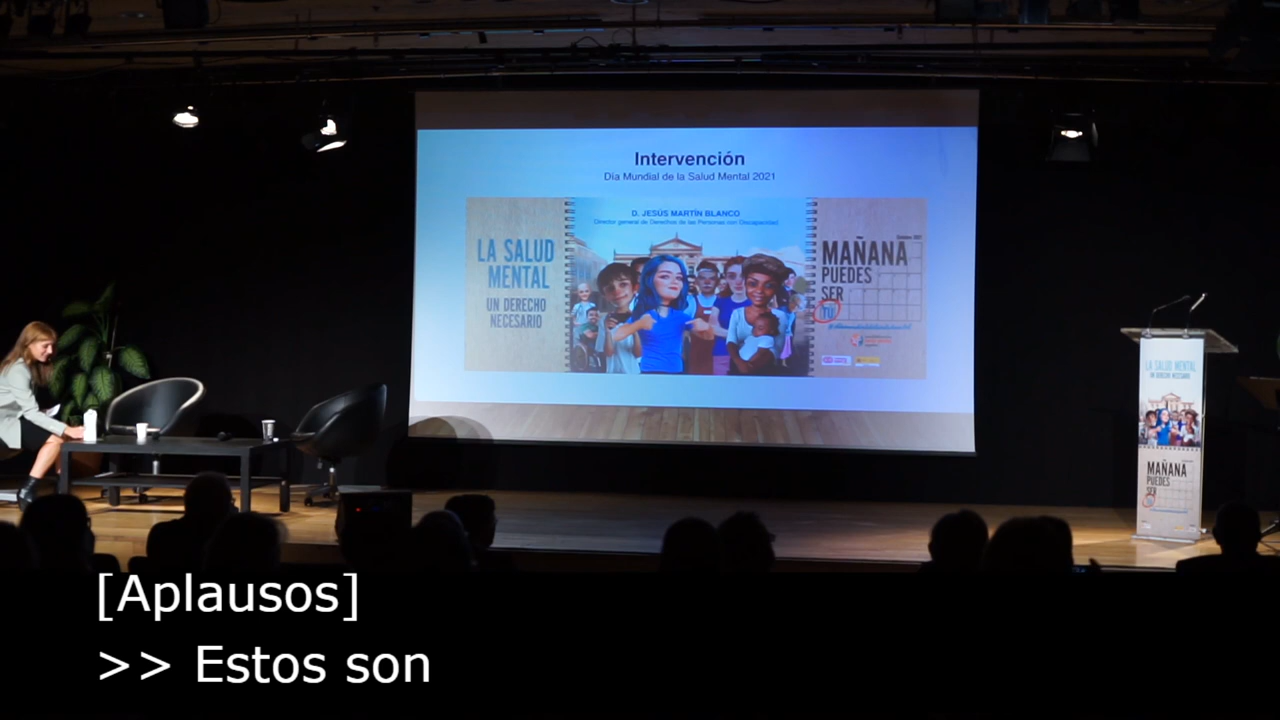 Intervención
Día Mundial de la Salud Mental 2021
D. JESÚS MARTÍN BLANCO
Director general de Derechos de las Personas con Discapacidad
LA SALUD
MENTAL
UN DERECHO
NECESARIO
Octubre 2021
MAÑANA
PUEDES
SER
TÚ
LA SALUD MENTAL
UN DERECHO NECESARIO
MAÑANA
PUEDES
SER
[Aplausos]
>> Estos son